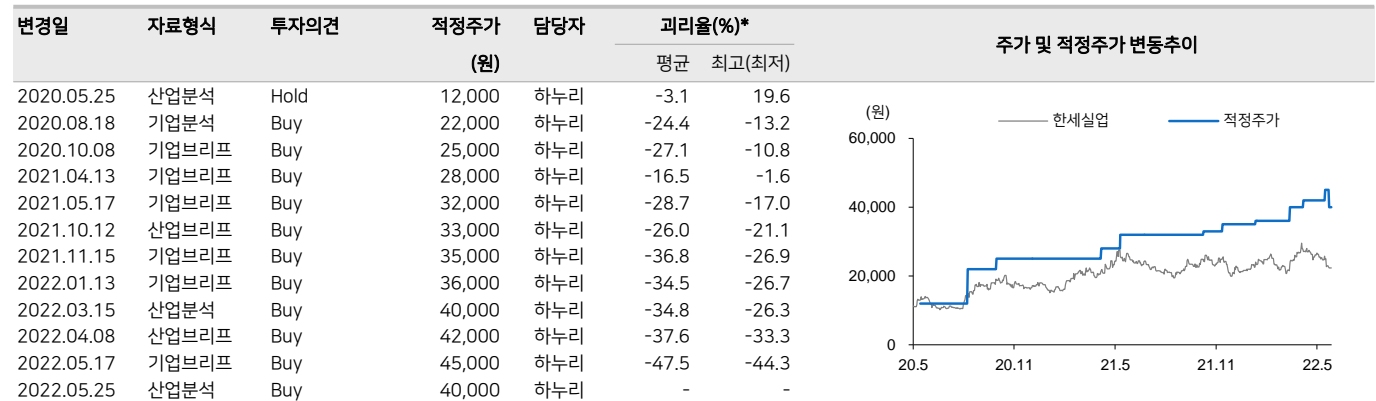 변경일 자료형식 투자의견 적정주가 담당자 괴리율(%)* 주가 및 적정주가 변동추이
(원) 평균 최고(최저)
2020.05.25 산업분석 Hold 12,000 하누리 -3.1 19.6
2020.08.18 기업분석 Buy 22,000 하누리 -24.4 -13.2
2020.10.08 기업브리프 Buy 25,000 하누리 -27.1 -10.8
2021.04.13 기업브리프 Buy 28,000 하누리 -16.5 -1.6
2021.05.17 기업브리프 Buy 32,000 하누리 -28.7 -17.0
2021.10.12 산업브리프 Buy 33,000 하누리 -26.0 -21.1
2021.11.15 기업브리프 Buy 35,000 하누리 -36.8 -26.9
2022.01.13 기업브리프 Buy 36,000 하누리 -34.5 -26.7
2022.03.15 산업분석 Buy 40,000 하누리 -34.8 -26.3
2022.04.08 산업브리프 Buy 42,000 하누리 -37.6 -33.3
2022.05.17 기업브리프 Buy 45,000 하누리 -47.5 -44.3
2022.05.25 산업분석 Buy 40,000 하누리 - -
(원) 한세실업 적정주가
60,000
40,000
20,000
0
20.5 20.11 21.5 21.11 22.5